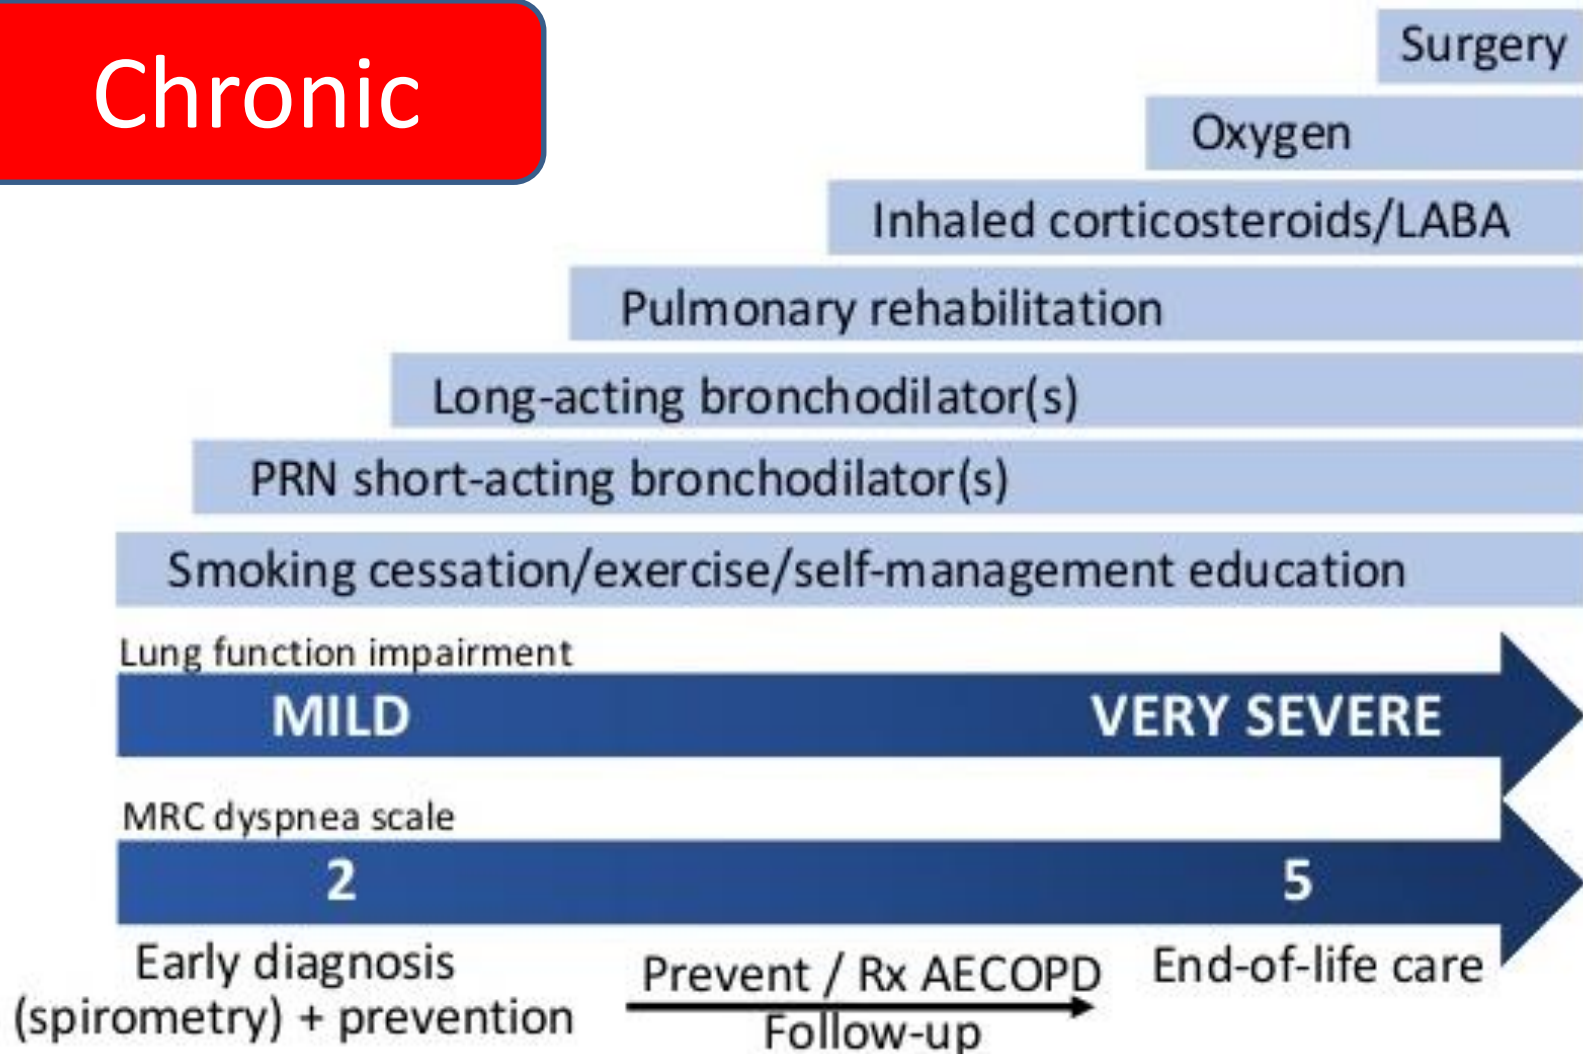 Chronic
Surgery
Oxygen
Inhaled corticosteroids/LABA
Pulmonary rehabilitation
Long-acting bronchodilator(s)
PRN short-acting bronchodilator(s)
Smoking cessation/exercise/self-management education
Lung function impairment
MILD VERY SEVERE
MRC dyspnea scale
2 5
Early diagnosis
(spirometry) + prevention
Prevent / Rx AECOPD
Follow-up
End-of-life care